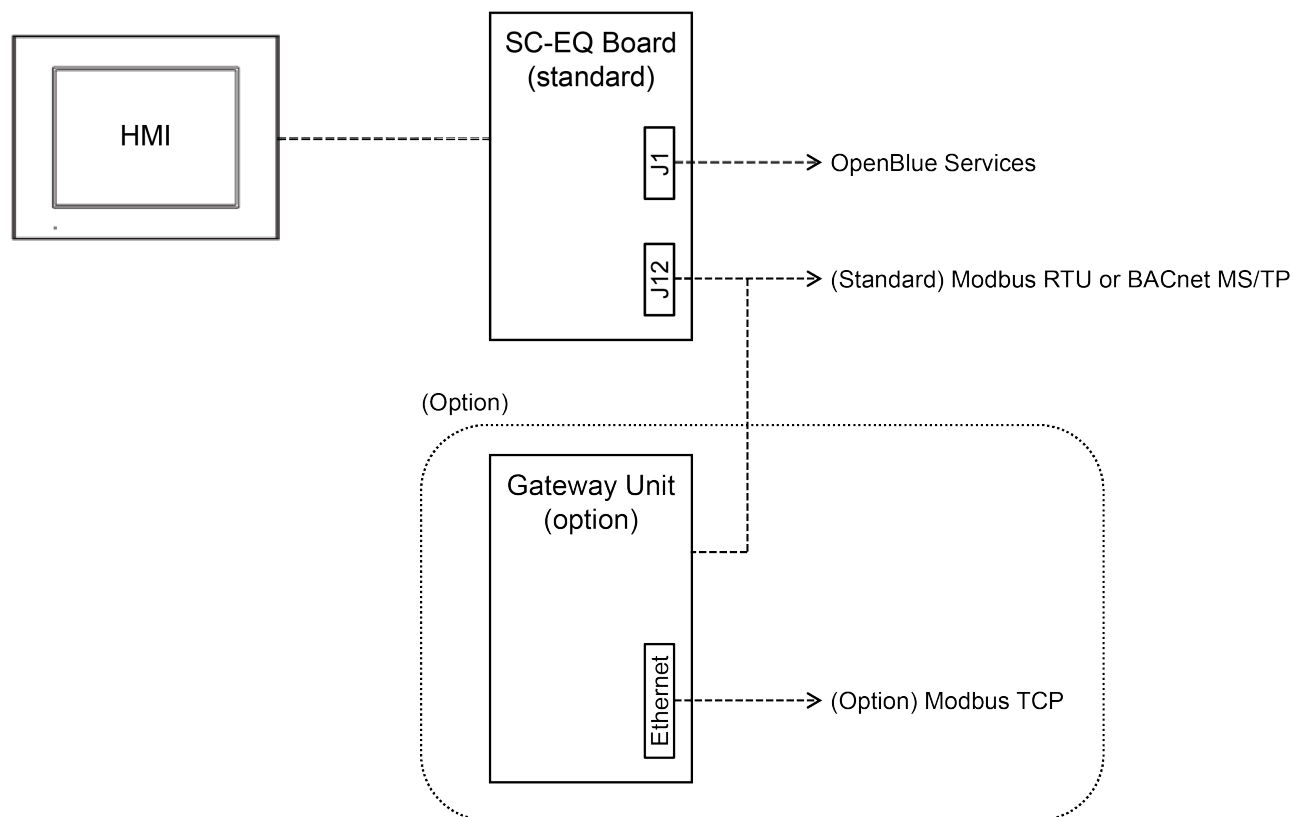 SC-EQ Board
(standard)
HMI
J1
OpenBlue Services
J12
(Standard) Modbus RTU or BACnet MS/TP
(Option)
Gateway Unit
(option)
Ethernet
(Option) Modbus TCP